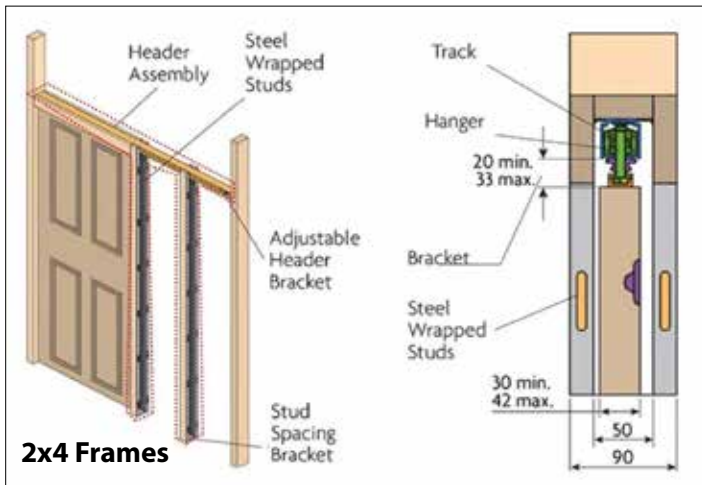 Header
Assembly
Steel
Wrapped
Studs
Adjustable
Header
Bracket
Stud
Spacing
Bracket
2x4 Frames
Track
Hanger
20 min.
33 max.
Bracket
Steel
Wrapped
Studs
30 min.
42 max.
50
90